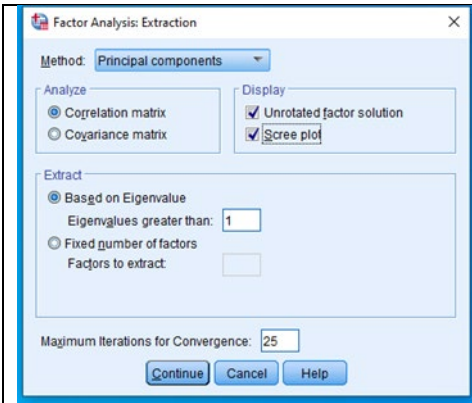 Factor Analysis: Extraction
Method: Principal components
Analyze
Correlation matrix
Covariance matrix
Display
Unrotated factor solution
Scree plot
Extract
Based on Eigenvalue
Eigenvalues greater than: 1
Fixed number of factors
Factors to extract:
Maximum Iterations for Convergence: 25
Continue Cancel Help